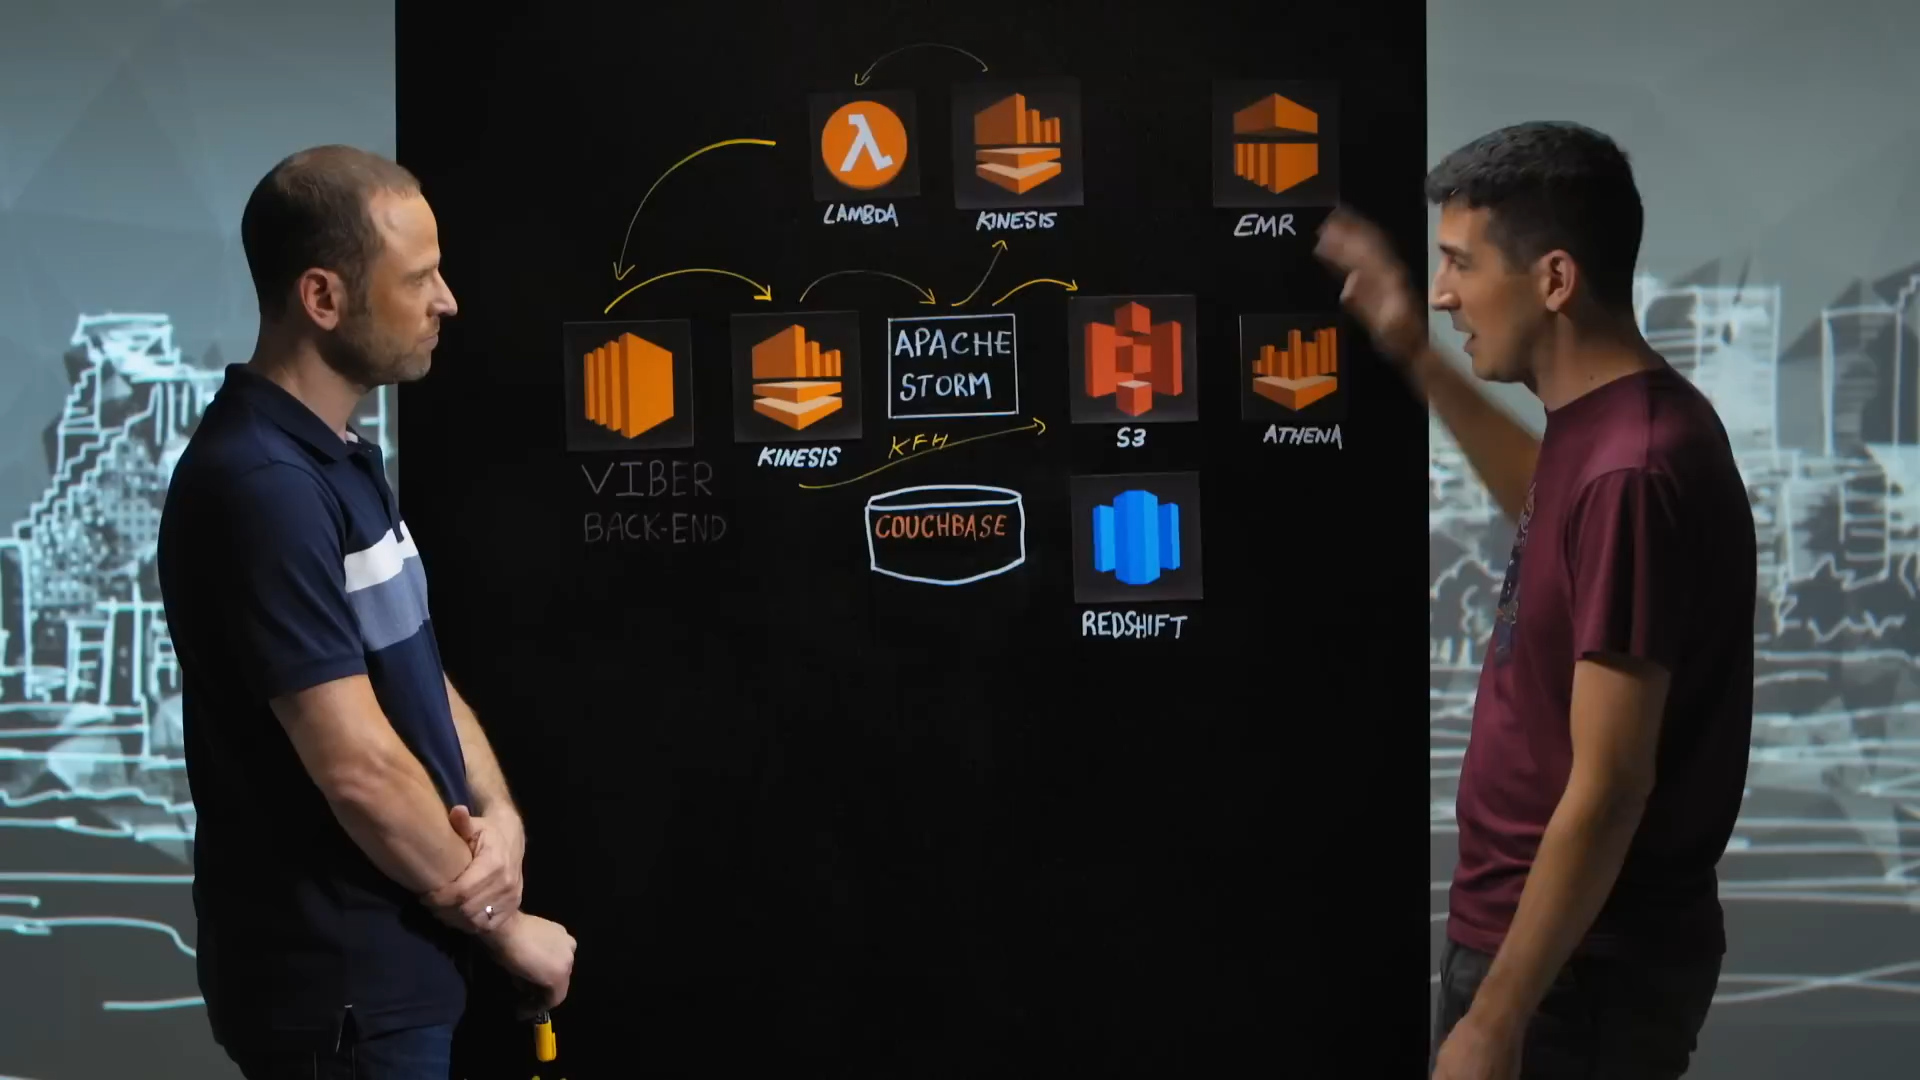 LAMBDA
KINESIS
EMR
APACHE
STORM
S3
ATHENA
KFH
KINESIS
VIBER
BACK-END
COUCHBASE
REDSHIFT